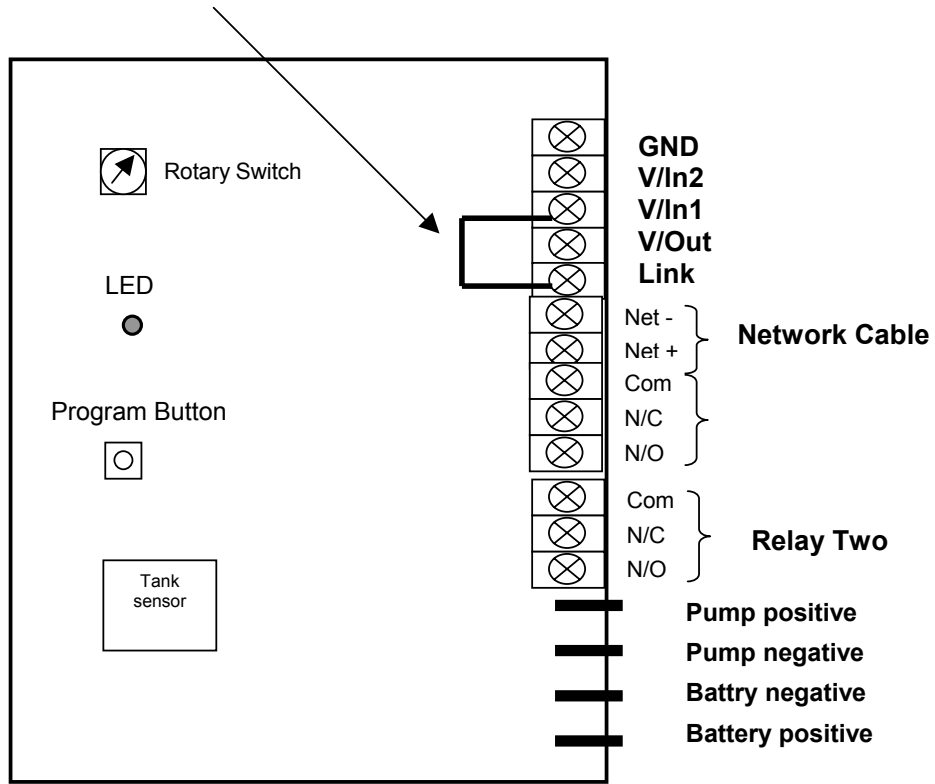 Rotary Switch
LED
Program Button
Tank
sensor
GND
V/In2
V/In1
V/Out
Link
Net -
Net +
Network Cable
Com
N/C
N/O
Com
N/C
N/O
Relay Two
Pump positive
Pump negative
Battry negative
Battery positive